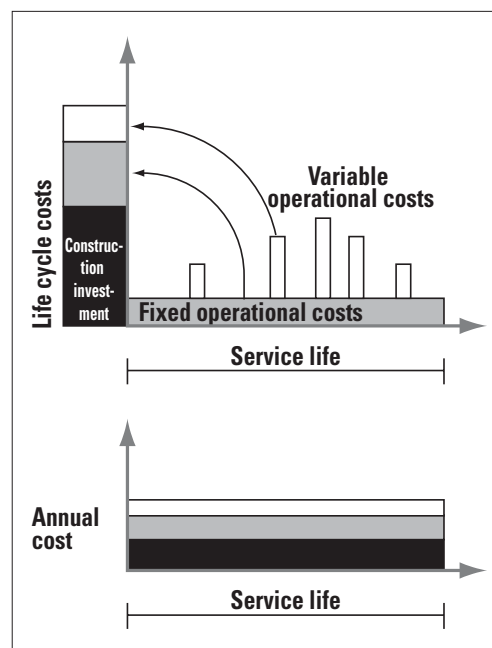 Life cycle costs
Construc-
tion
invest-
ment
Variable
operational costs
Fixed operational costs
Service life
Annual
cost
Service life